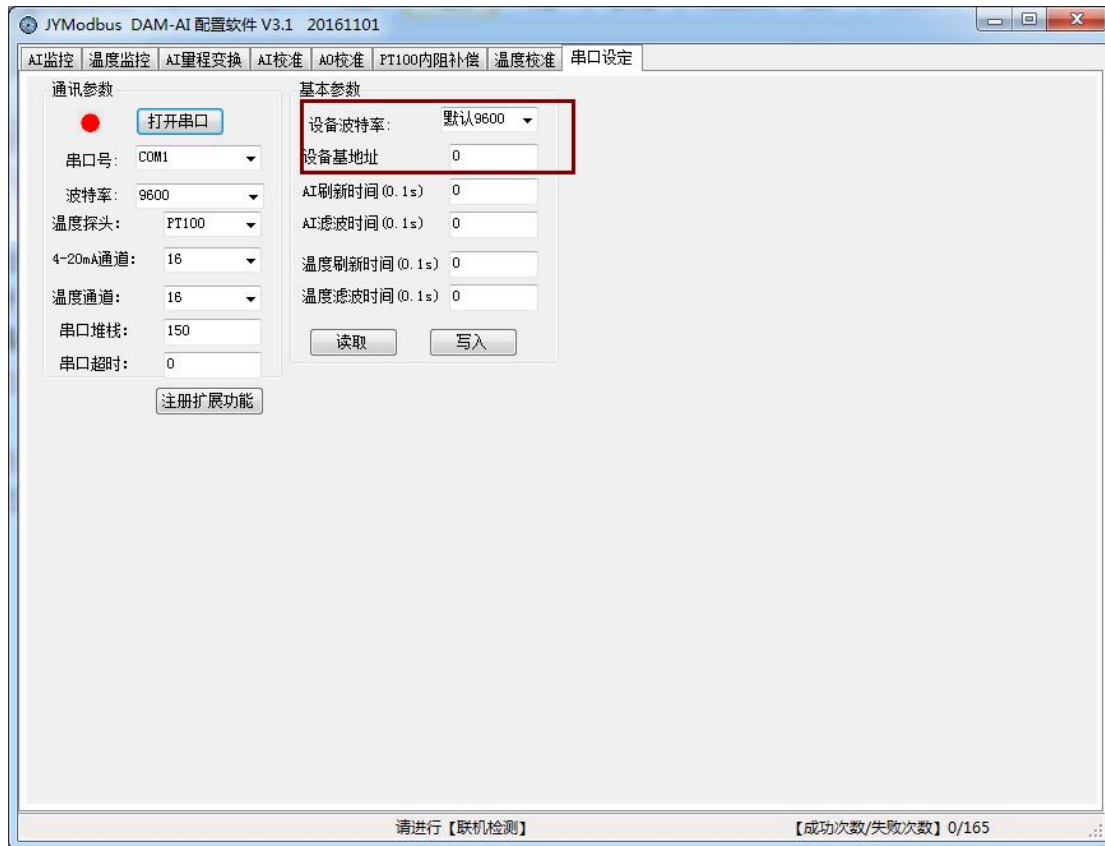 JYModbus DAM-AI 配置软件 V3.1 20161101
AI监控 温度监控 AI量程变换 AI校准 AO校准 PT100内阻补偿 温度校准 串口设定
通讯参数
打开串口
串口号: COM1
波特率: 9600
温度探头: PT100
4-20mA通道: 16
温度通道: 16
串口堆栈: 150
串口超时: 0
注册扩展功能
基本参数
设备波特率: 默认9600
设备基地址 0
AI刷新时间(0.1s) 0
AI滤波时间(0.1s) 0
温度刷新时间(0.1s) 0
温度滤波时间(0.1s) 0
读取 写入
请进行【联机检测】 【成功次数/失败次数】0/165